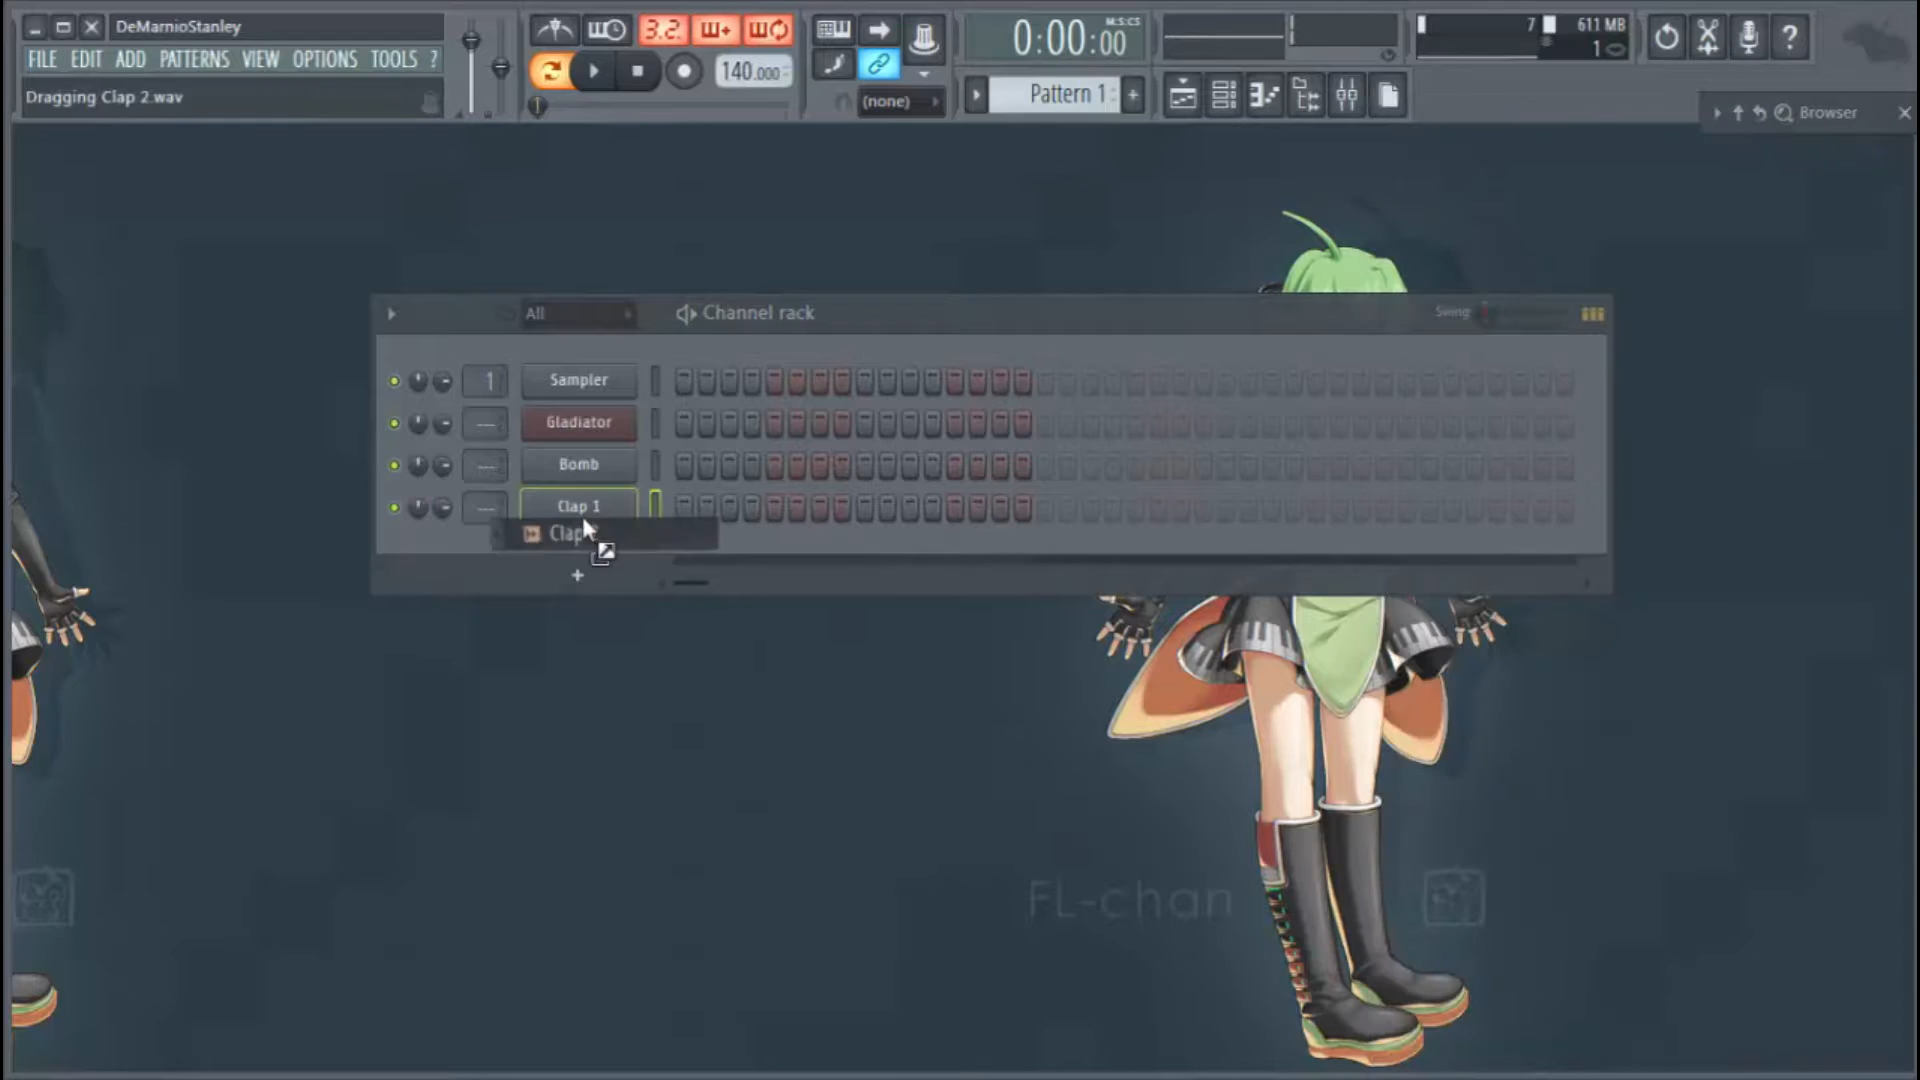 DeMarnioStanley
FILE EDIT ADD PATTERNS VIEW OPTIONS TOOLS ?
Dragging Clap 2.wav
3.2.
140.000
(none)
0:00:00
M:S:CS
Pattern 1
+
7
611 MB
1
?
Browser
All
Channel rack
Swing
1
Sampler
---
Gladiator
---
Bomb
---
Clap 1
Clap
+
FL-chan